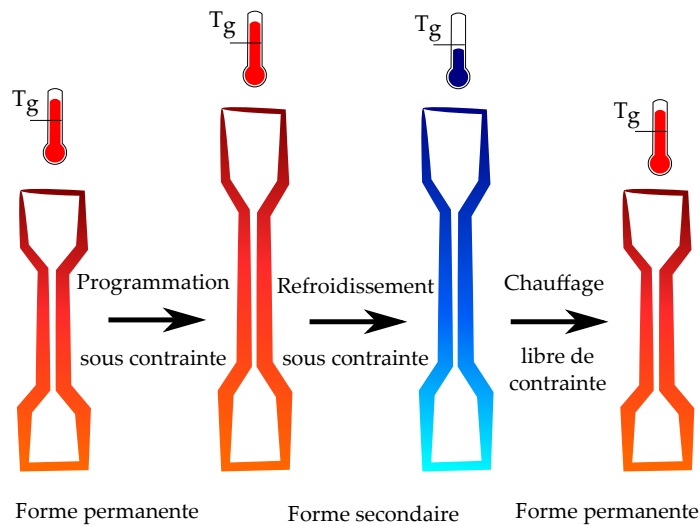 Tg
Tg
Tg
Tg
Programmation
sous contrainte
Refroidissement
sous contrainte
Chauffage
libre de
contrainte
Forme permanente
Forme secondaire
Forme permanente